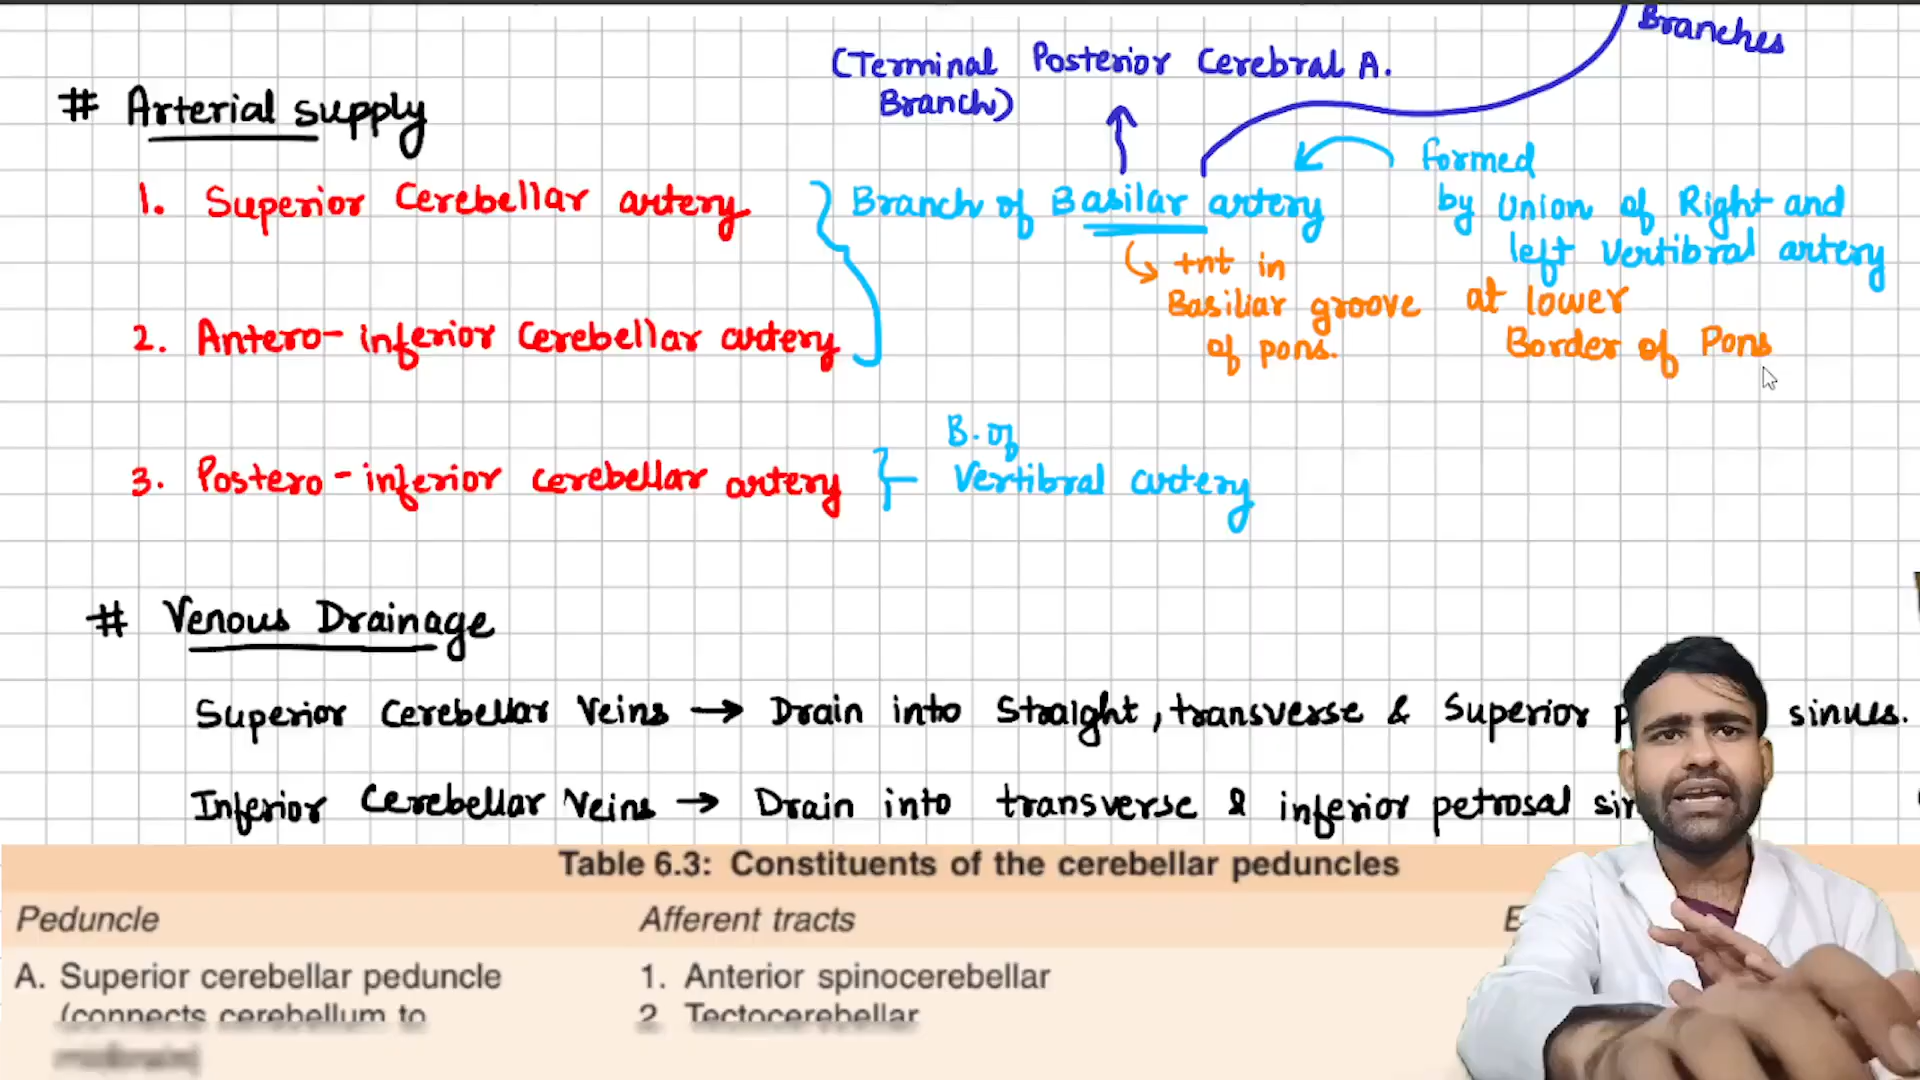 Branches
(Terminal Posterior Cerebral A.
Branch)
# Arterial supply
1. Superior Cerebellar artery
Branch of Basilar artery
formed
by Union of Right and
left Vertibral artery
at lower
Border of Pons
+nt in
Basiliar groove
of pons.
2. Antero-inferior Cerebellar artery
3. Postero-inferior cerebellar artery
B. of
Vertibral artery
# Venous Drainage
Superior Cerebellar Veins → Drain into Straight, transverse & Superior sinues.
Inferior Cerebellar Veins → Drain into transverse & inferior petrosal
Table 6.3: Constituents of the cerebellar peduncles
Peduncle Afferent tracts
A. Superior cerebellar peduncle 1. Anterior spinocerebellar
(connects cerebellum to 2. Tectocerebellar